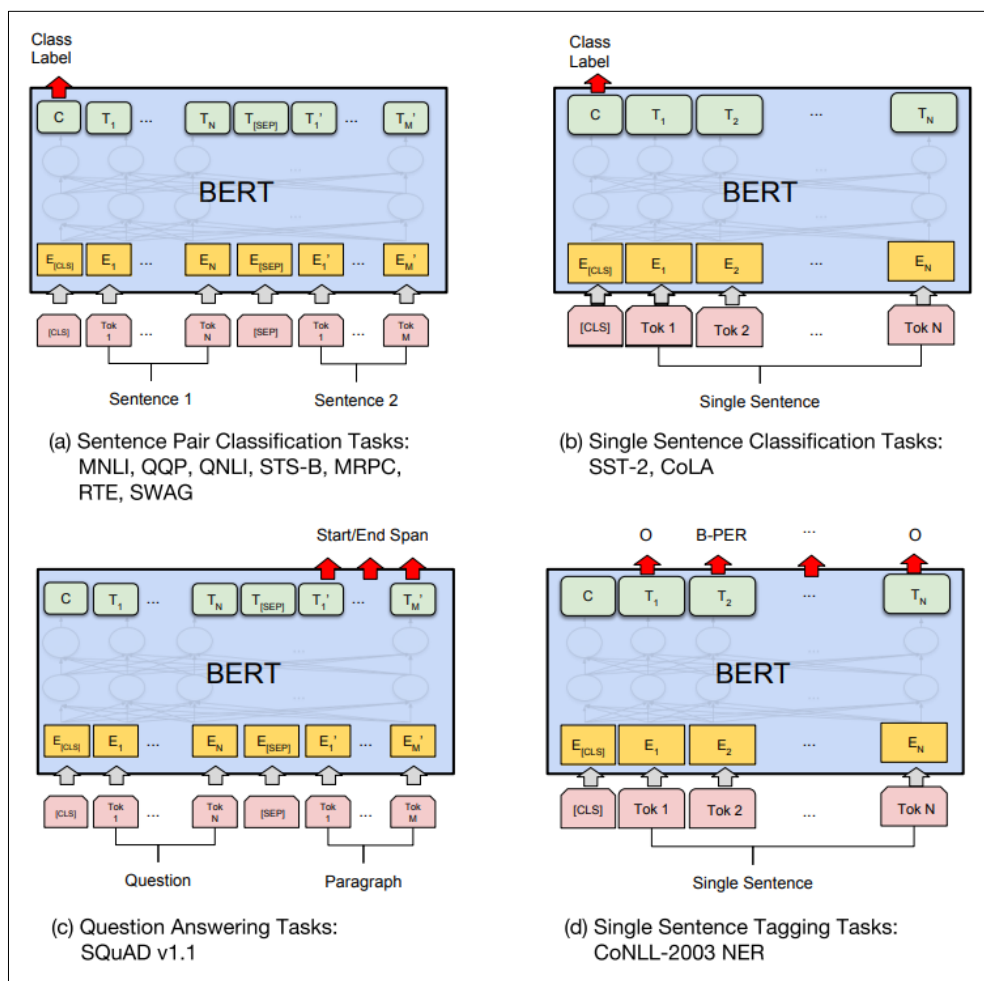 Class
Label
C T1 ... TN T[SEP] T1' ... TM'
...
BERT
...
E[CLS] E1 ... EN E[SEP] E1' ... EM'
[CLS] Tok 1 ... Tok N [SEP] Tok 1 ... Tok M
Sentence 1 Sentence 2
(a) Sentence Pair Classification Tasks:
MNLI, QQP, QNLI, STS-B, MRPC,
RTE, SWAG
Class
Label
C T1 T2 ... TN
...
BERT
...
E[CLS] E1 E2 ... EN
[CLS] Tok 1 Tok 2 ... Tok N
Single Sentence
(b) Single Sentence Classification Tasks:
SST-2, CoLA
Start/End Span
C T1 ... TN T[SEP] T1' ... TM'
...
BERT
...
E[CLS] E1 ... EN E[SEP] E1' ... EM'
[CLS] Tok 1 ... Tok N [SEP] Tok 1 ... Tok M
Question Paragraph
(c) Question Answering Tasks:
SQuAD v1.1
O B-PER ... O
C T1 T2 ... TN
...
BERT
...
E[CLS] E1 E2 ... EN
[CLS] Tok 1 Tok 2 ... Tok N
Single Sentence
(d) Single Sentence Tagging Tasks:
CoNLL-2003 NER